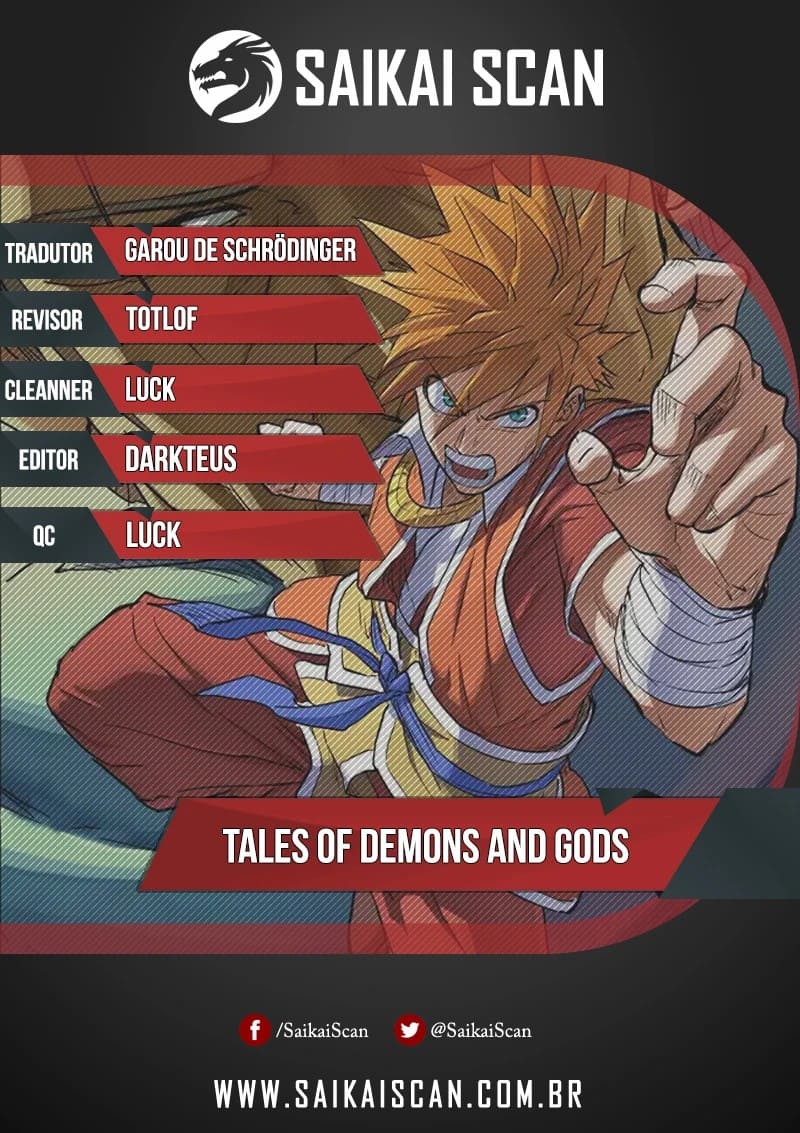 SAIKAI SCAN
TRADUTOR GAROU DE SCHRÖDINGER
REVISOR TOTLOF
CLEANNER LUCK
EDITOR DARKTEUS
QC LUCK
TALES OF DEMONS AND GODS
/SaikaiScan @SaikaiScan
WWW.SAIKAISCAN.COM.BR